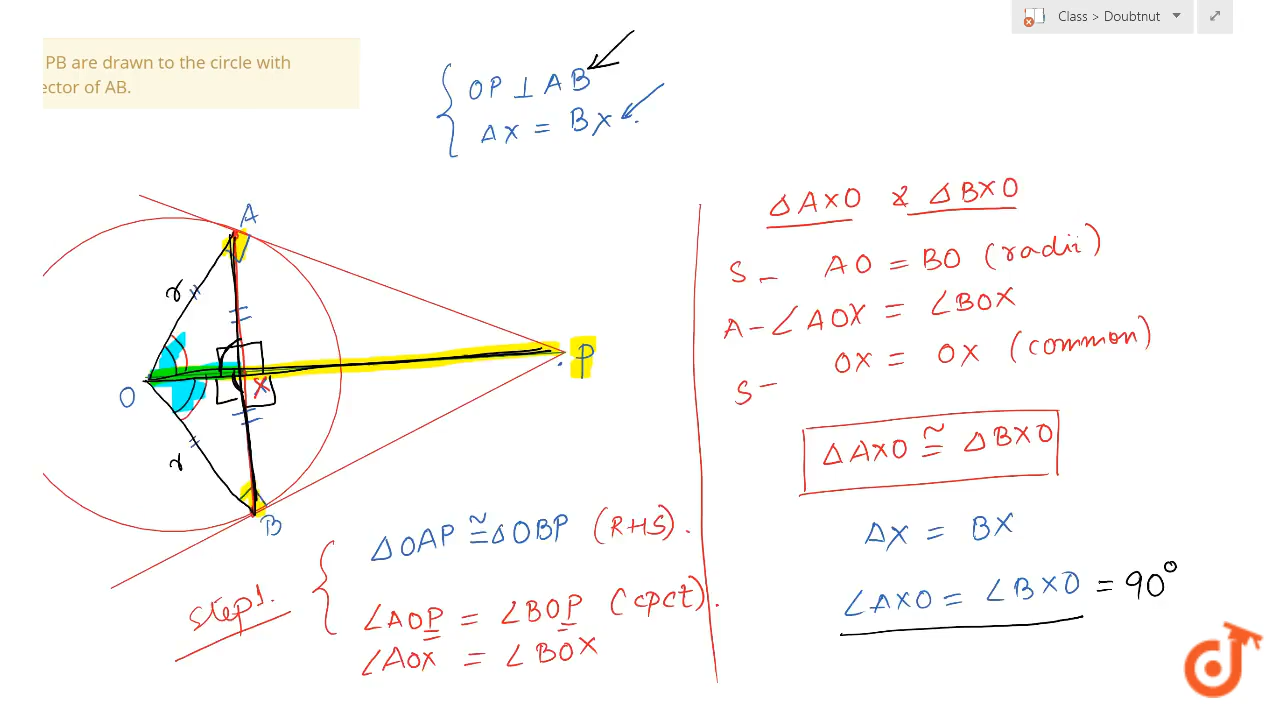 Class > Doubtnut
PB are drawn to the circle with
ector of AB.
OP ⊥ AB
AX = BX.
A
r
O
X
P
r
B
ΔOAP ≅ ΔOBP (RHS).
Step 1.
∠AOP = ∠BOP (cpct).
∠AOX = ∠BOX
ΔAXO & ΔBXO
S - AO = BO (radii)
A - ∠AOX = ∠BOX
S - OX = OX (common)
ΔAXO ≅ ΔBXO
AX = BX
∠AXO = ∠BXO = 90°